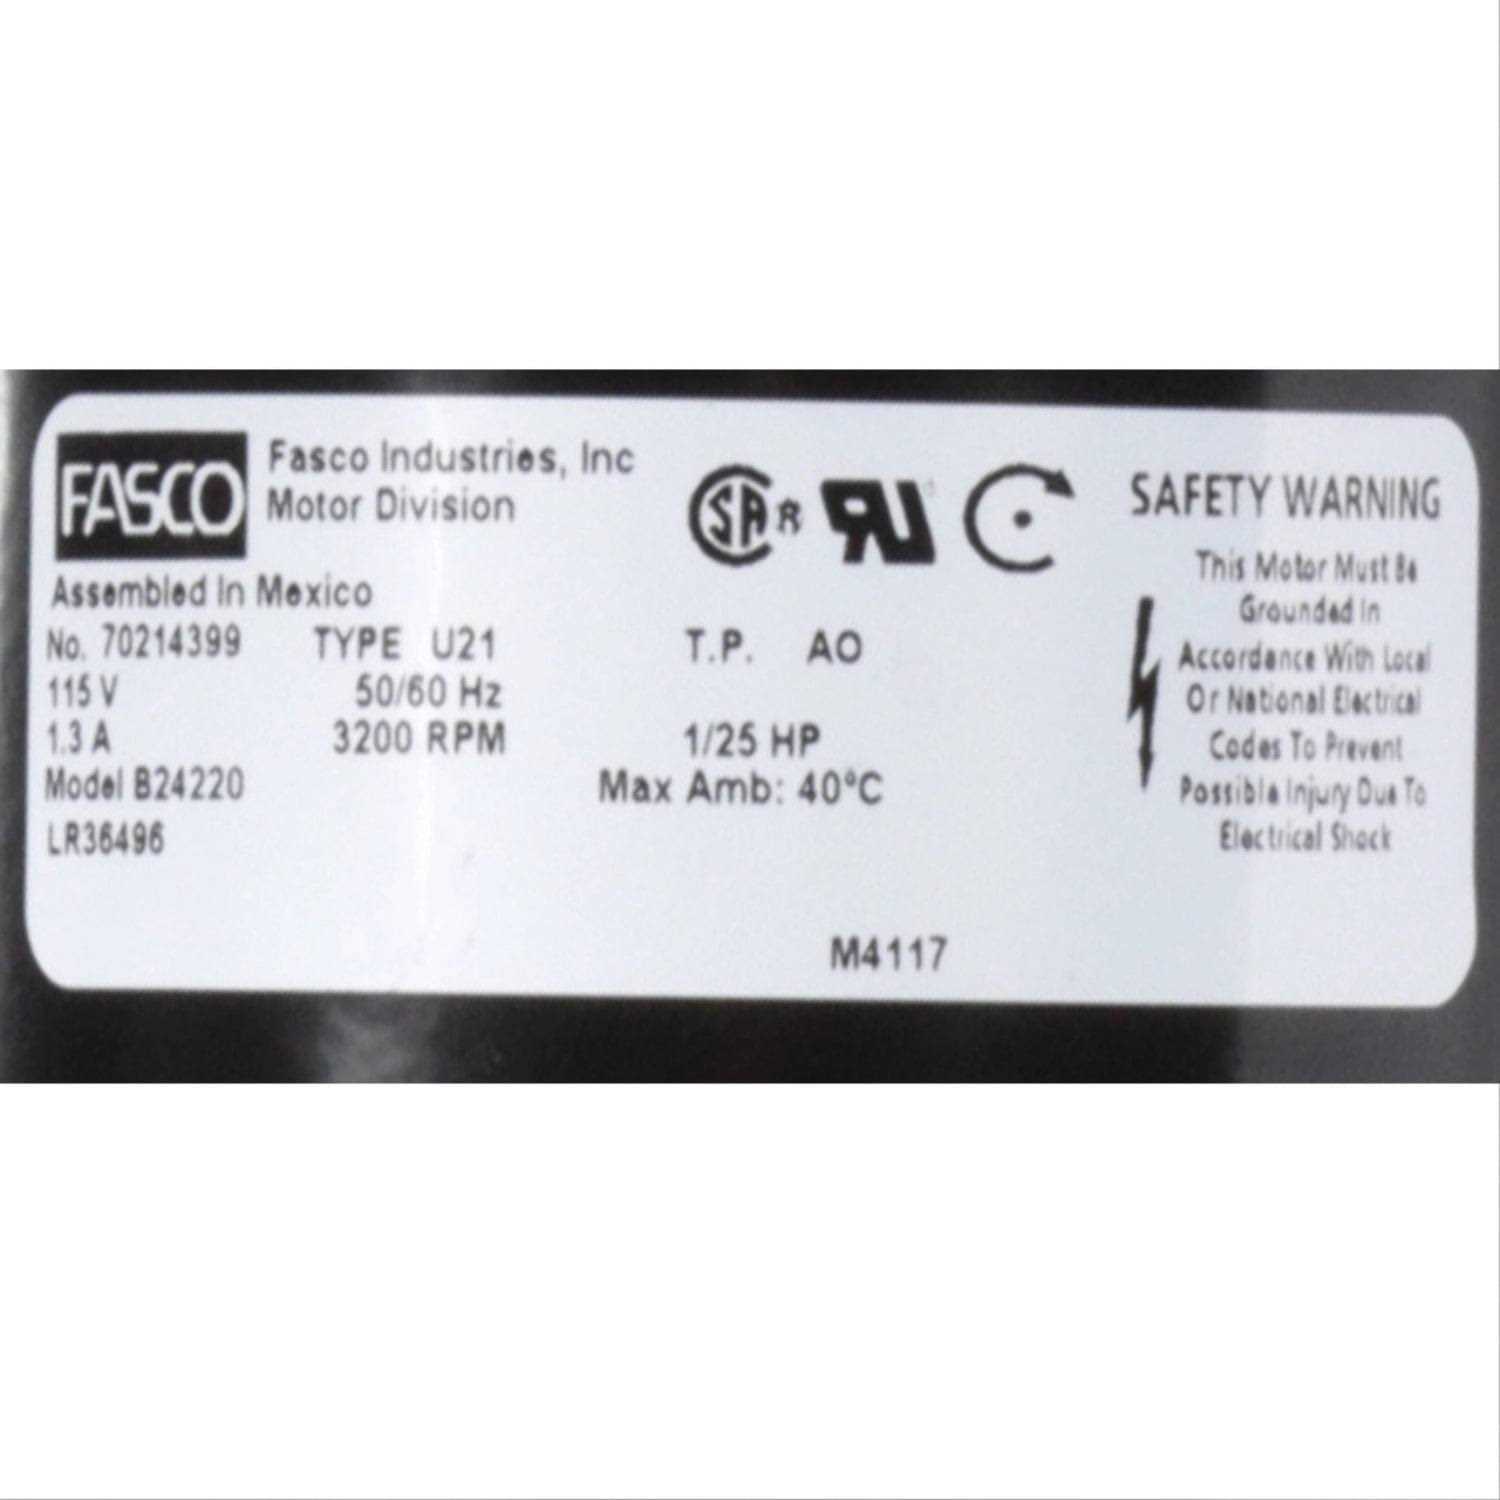 FASCO
Fasco Industries, Inc
Motor Division
Assembled In Mexico
No. 70214399 TYPE U21 T.P. AO
115 V 50/60 Hz
1.3 A 3200 RPM 1/25 HP
Model B24220 Max Amb: 40°C
LR36496
M4117
SA R
RU
SAFETY WARNING
This Motor Must Be
Grounded In
Accordance With Local
Or National Electrical
Codes To Prevent
Possible Injury Due To
Electrical Shock